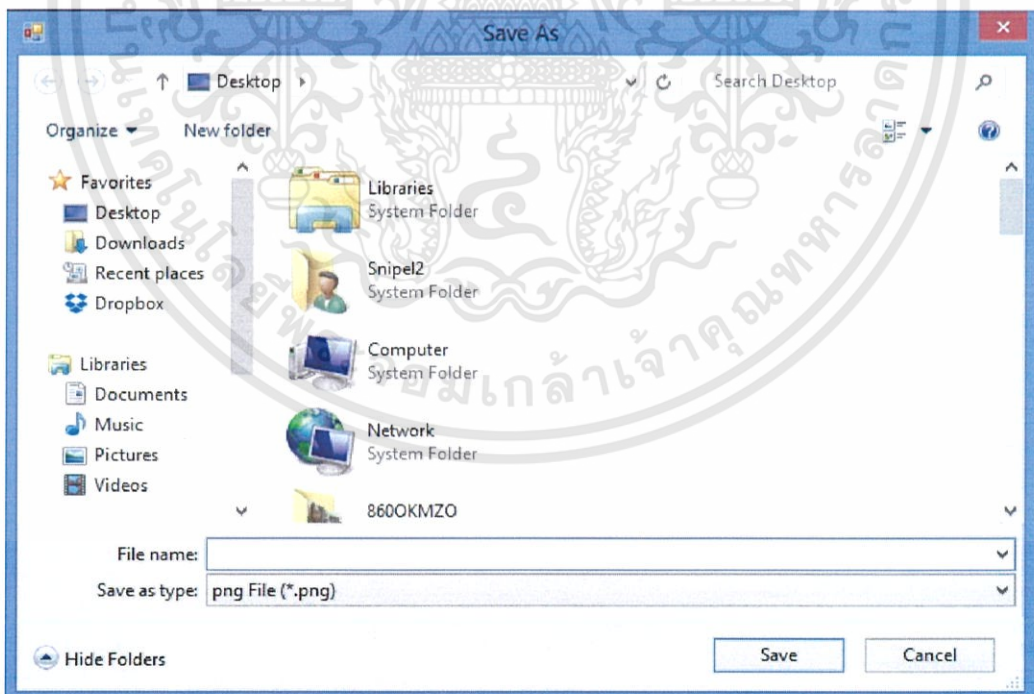 Save As
Desktop
Search Desktop
Organize
New folder
Favorites
Desktop
Downloads
Recent places
Dropbox
Libraries
Documents
Music
Pictures
Videos
Libraries
System Folder
Snipel2
System Folder
Computer
System Folder
Network
System Folder
860OKMZO
File name:
Save as type: png File (*.png)
Hide Folders
Save
Cancel